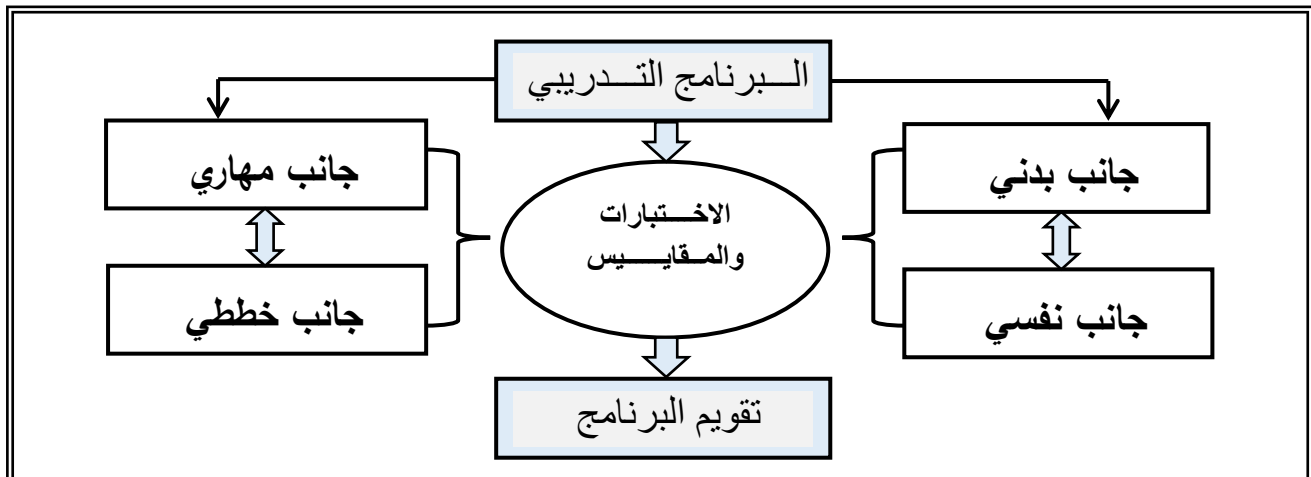 البرنامج التدريبي
جانب بدني
جانب مهاري
الاختبارات
والمقاييس
جانب نفسي
جانب خططي
تقويم البرنامج